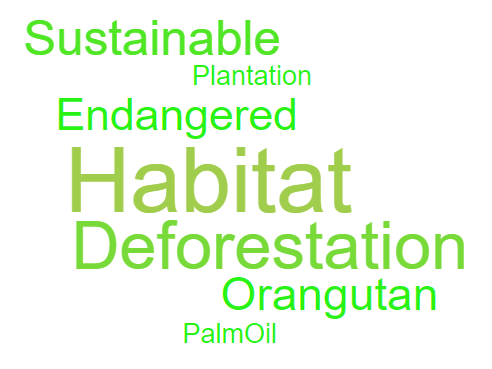 Sustainable
Plantation
Endangered
Habitat
Deforestation
Orangutan
PalmOil